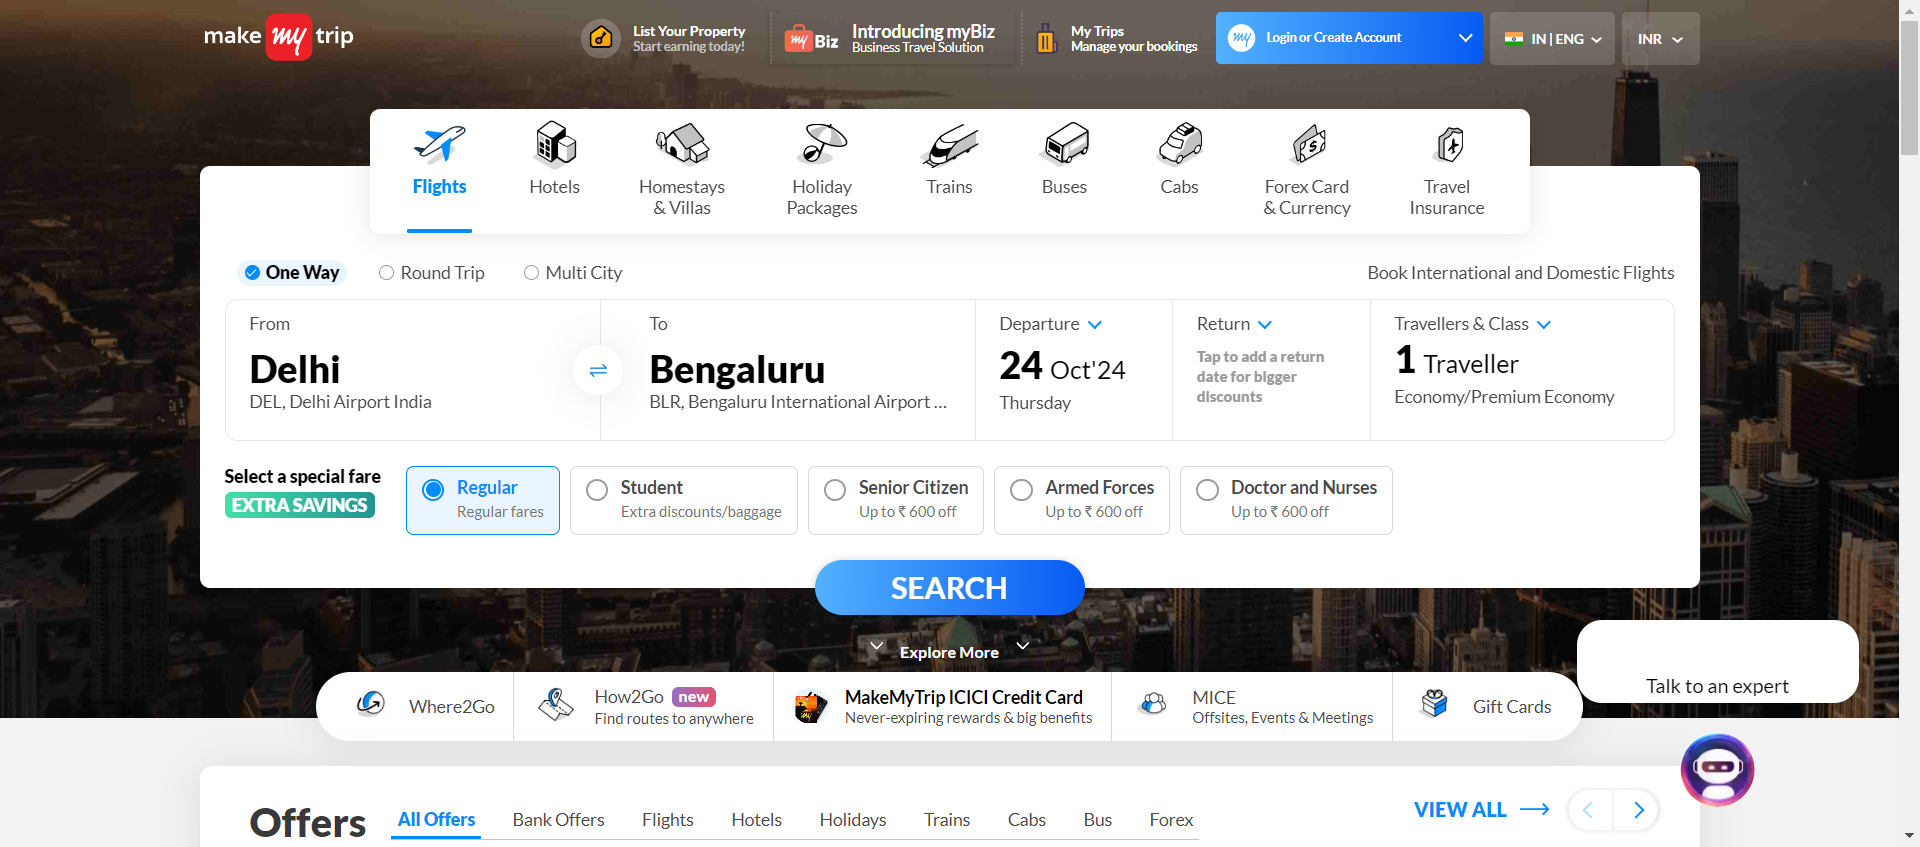 make my trip
List Your Property
Start earning today!
my Biz
Introducing myBiz
Business Travel Solution
My Trips
Manage your bookings
my
Login or Create Account
IN | ENG
INR
Flights
Hotels
Homestays
& Villas
Holiday
Packages
Trains
Buses
Cabs
Forex Card
& Currency
Travel
Insurance
One Way
Round Trip
Multi City
Book International and Domestic Flights
From
Delhi
DEL, Delhi Airport India
To
Bengaluru
BLR, Bengaluru International Airport ...
Departure
24 Oct'24
Thursday
Return
Tap to add a return
date for bigger
discounts
Travellers & Class
1 Traveller
Economy/Premium Economy
Select a special fare
EXTRA SAVINGS
Regular
Regular fares
Student
Extra discounts/baggage
Senior Citizen
Up to ₹ 600 off
Armed Forces
Up to ₹ 600 off
Doctor and Nurses
Up to ₹ 600 off
SEARCH
Explore More
Where2Go
How2Go new
Find routes to anywhere
MakeMyTrip ICICI Credit Card
Never-expiring rewards & big benefits
MICE
Offsites, Events & Meetings
Gift Cards
Talk to an expert
Offers
All Offers
Bank Offers
Flights
Hotels
Holidays
Trains
Cabs
Bus
Forex
VIEW ALL